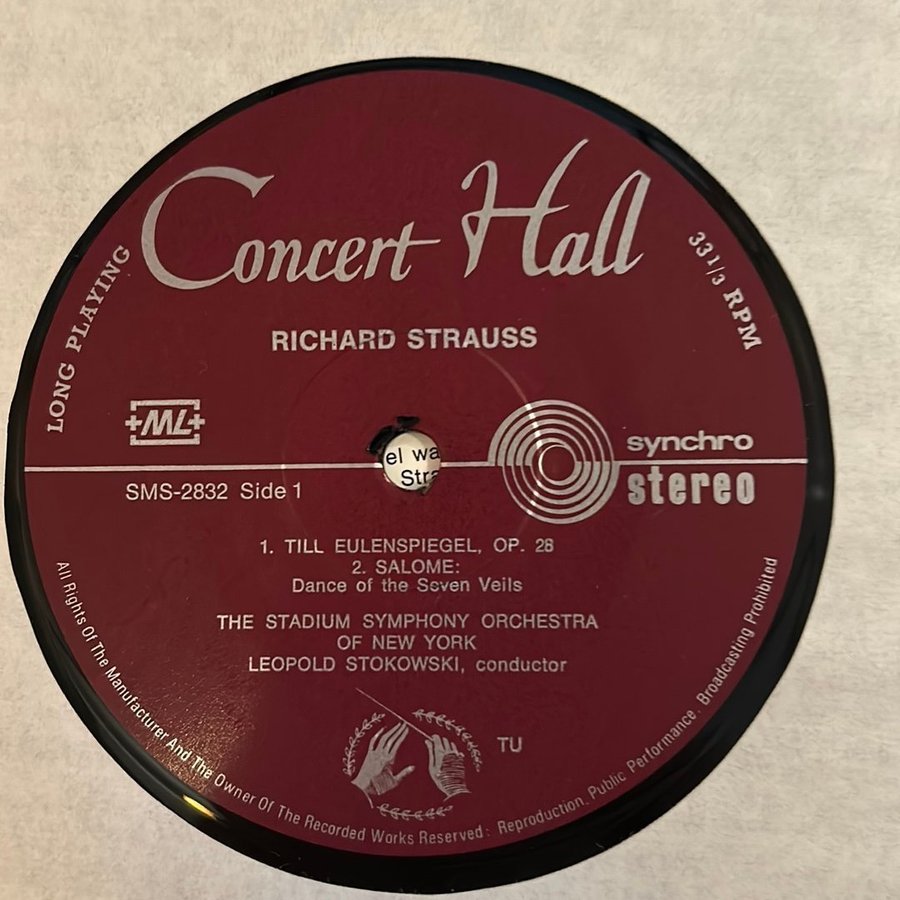 Concert Hall
LONG PLAYING
33 1/3 RPM
RICHARD STRAUSS
+ML+
synchro
stereo
el wa
Stra
SMS-2832 Side 1
1. TILL EULENSPIEGEL, OP. 28
2. SALOME:
Dance of the Seven Veils
THE STADIUM SYMPHONY ORCHESTRA
OF NEW YORK
LEOPOLD STOKOWSKI, conductor
TU
All Rights Of The Manufacturer And The Owner Of The Recorded Works Reserved: Reproduction. Public Performance. Broadcasting Prohibited